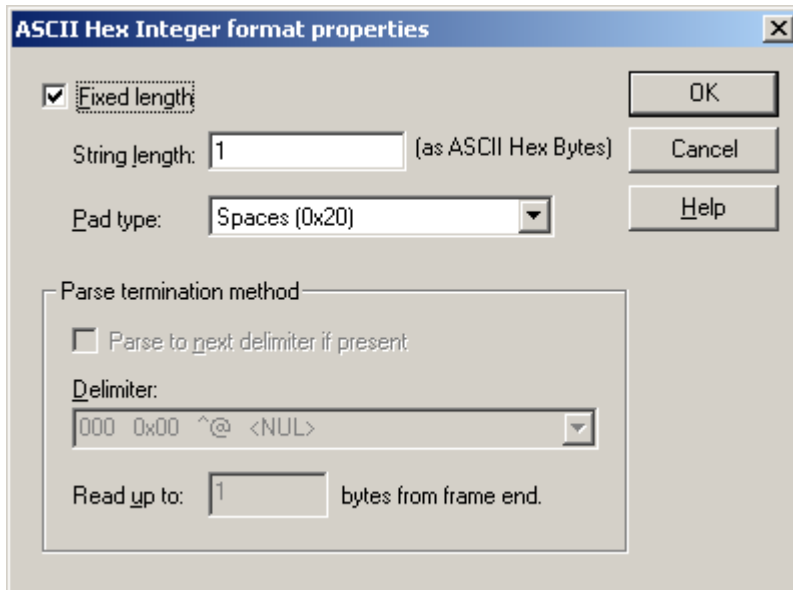 ASCII Hex Integer format properties
Fixed length
OK
String length: 1 (as ASCII Hex Bytes)
Cancel
Pad type: Spaces (0x20)
Help
Parse termination method
Parse to next delimiter if present
Delimiter:
000 0x00 ^@ <NUL>
Read up to: 1 bytes from frame end.